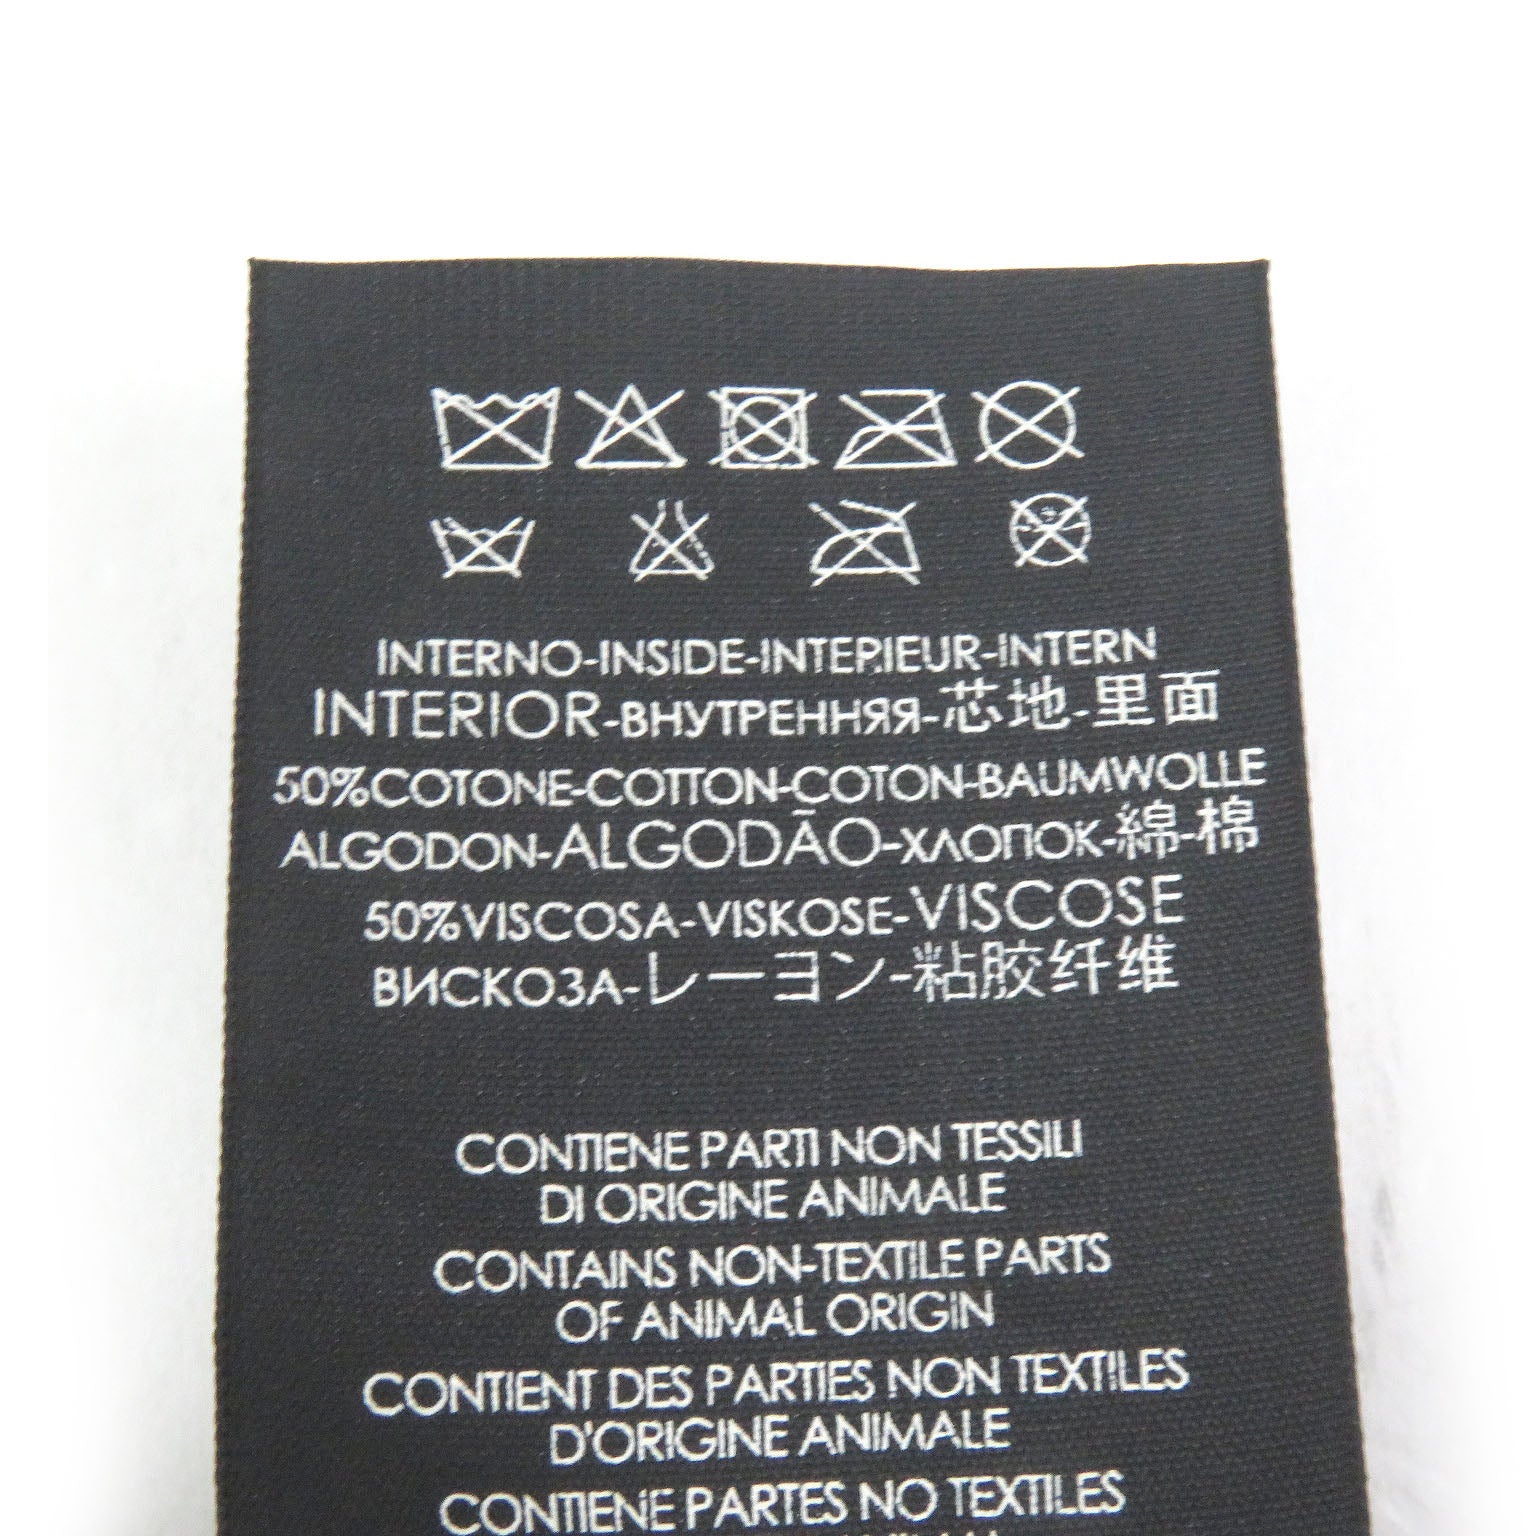 INTERNO-INSIDE-INTEPIEUR-INTERN
INTERIOR-ВНУТРЕННЯЯ-芯地-里面
50%COTONE-COTTON-COTON-BAUMWOLLE
ALGODON-ALGODÃO-ХЛОПОК-綿-棉
50%VISCOSA-VISKOSE-VISCOSE
ВИСКОЗА-レーヨン-粘胶纤维
CONTIENE PARTI NON TESSILI
DI ORIGINE ANIMALE
CONTAINS NON-TEXTILE PARTS
OF ANIMAL ORIGIN
CONTIENT DES PARTIES NON TEXTILES
D'ORIGINE ANIMALE
CONTIENE PARTES NO TEXTILES